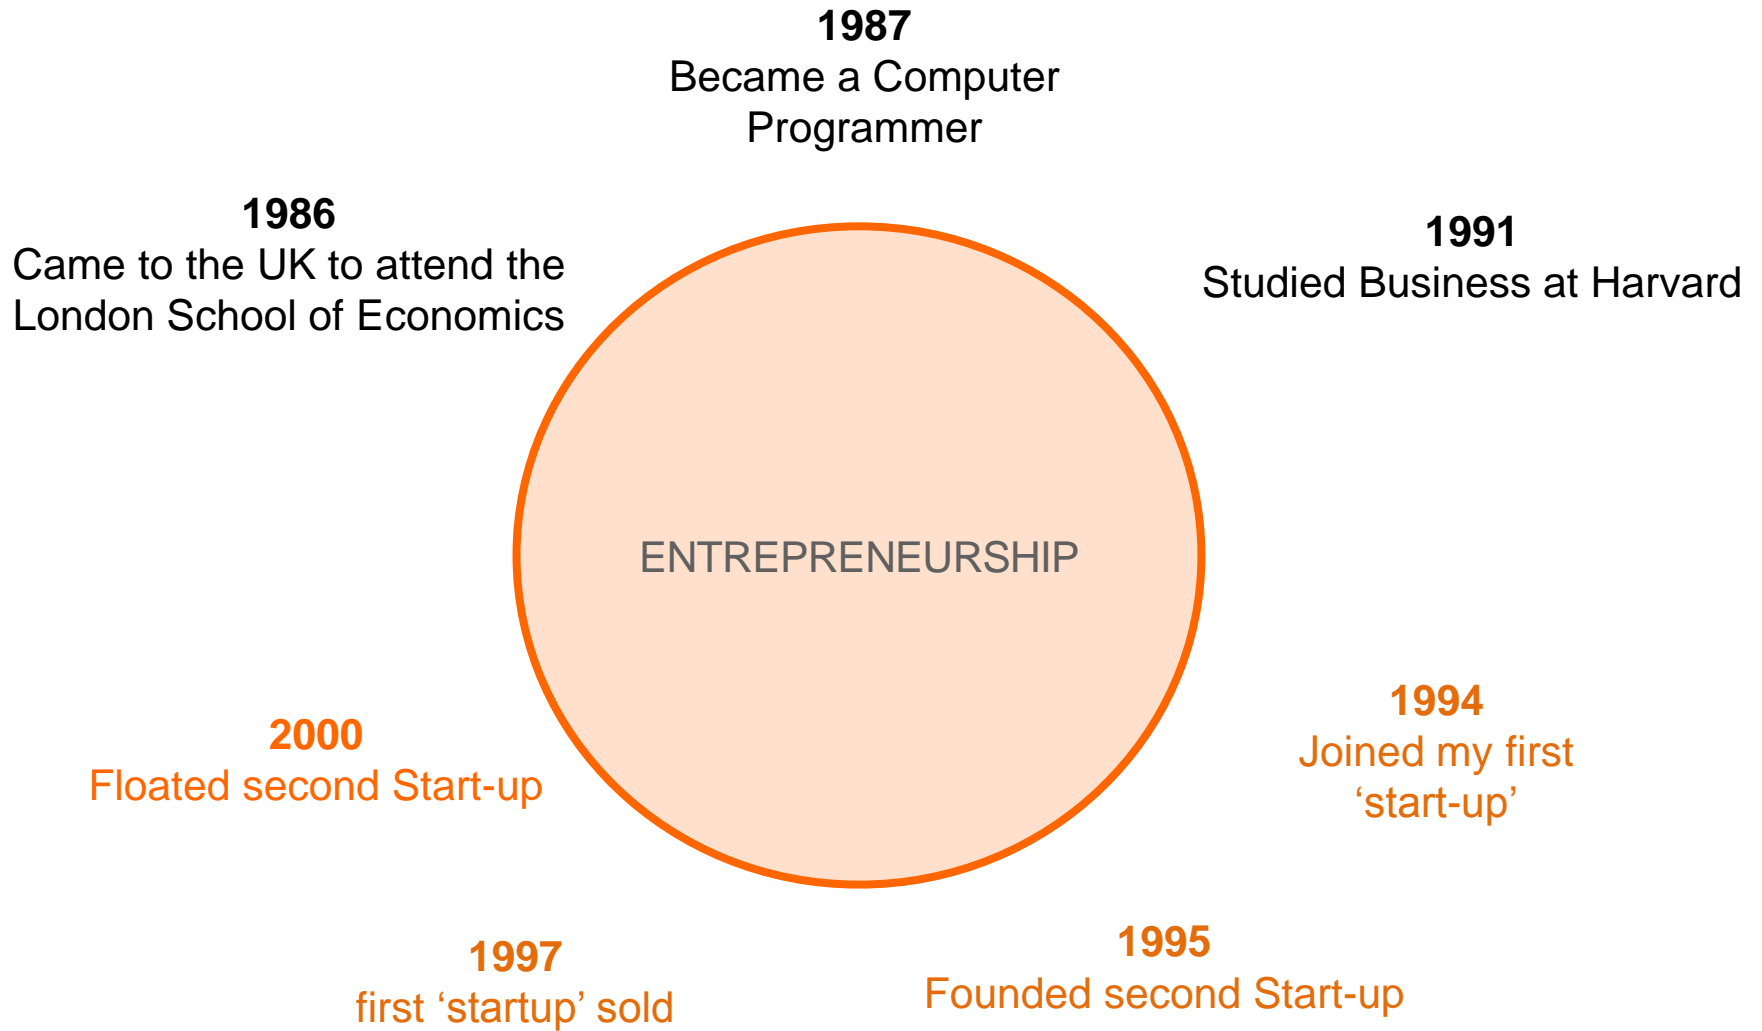 1987
Became a Computer
Programmer
1986
Came to the UK to attend the
London School of Economics
1991
Studied Business at Harvard
ENTREPRENEURSHIP
1994
Joined my first
‘start-up’
2000
Floated second Start-up
1995
Founded second Start-up
1997
first ‘startup’ sold